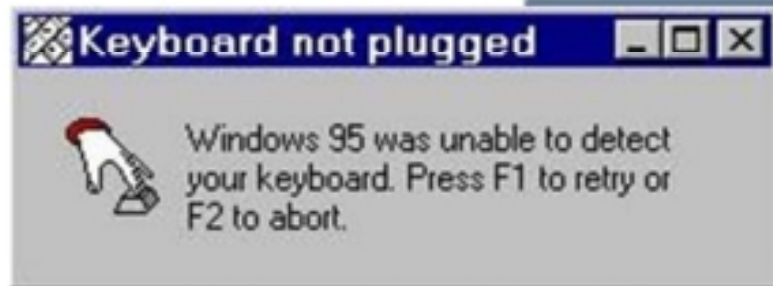 Keyboard not plugged
Windows 95 was unable to detect
your keyboard. Press F1 to retry or
F2 to abort.